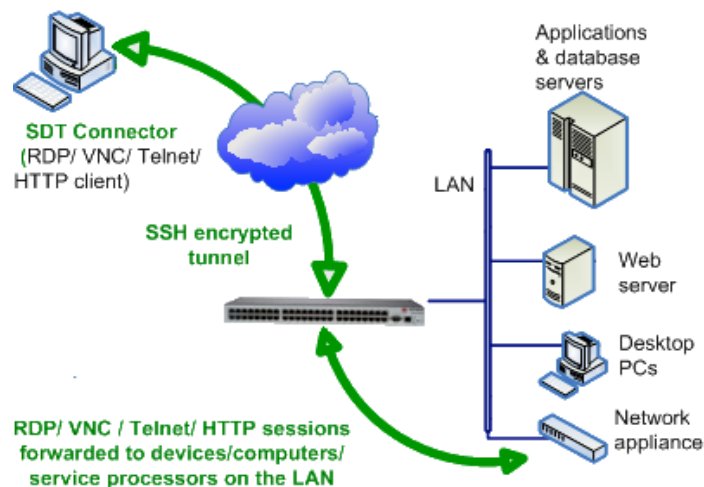 Applications
& database
servers
SDT Connector
(RDP/ VNC/ Telnet/
HTTP client)
LAN
SSH encrypted
tunnel
Web
server
Desktop
PCs
Network
appliance
RDP/ VNC / Telnet/ HTTP sessions
forwarded to devices/computers/
service processors on the LAN